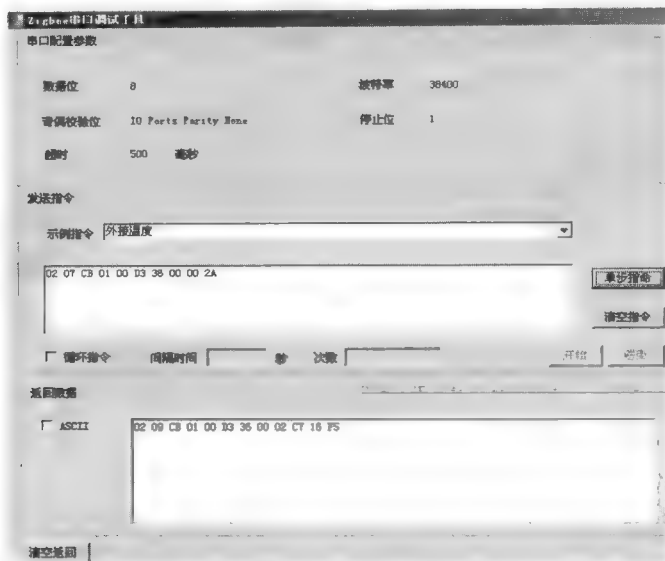 Zigbee串口调试工具
串口配置参数
数据位 8 波特率 38400
奇偶校验位 IO Ports Parity None 停止位 1
超时 500 毫秒
发送指令
示例指令 外接温度
02 07 CB 01 00 D3 36 00 00 2A
单步指令
清空指令
循环指令 间隔时间 秒 次数 开始
返回数据
ASCII 02 09 CB 01 00 D3 36 00 02 C7 16 F5
清空返回